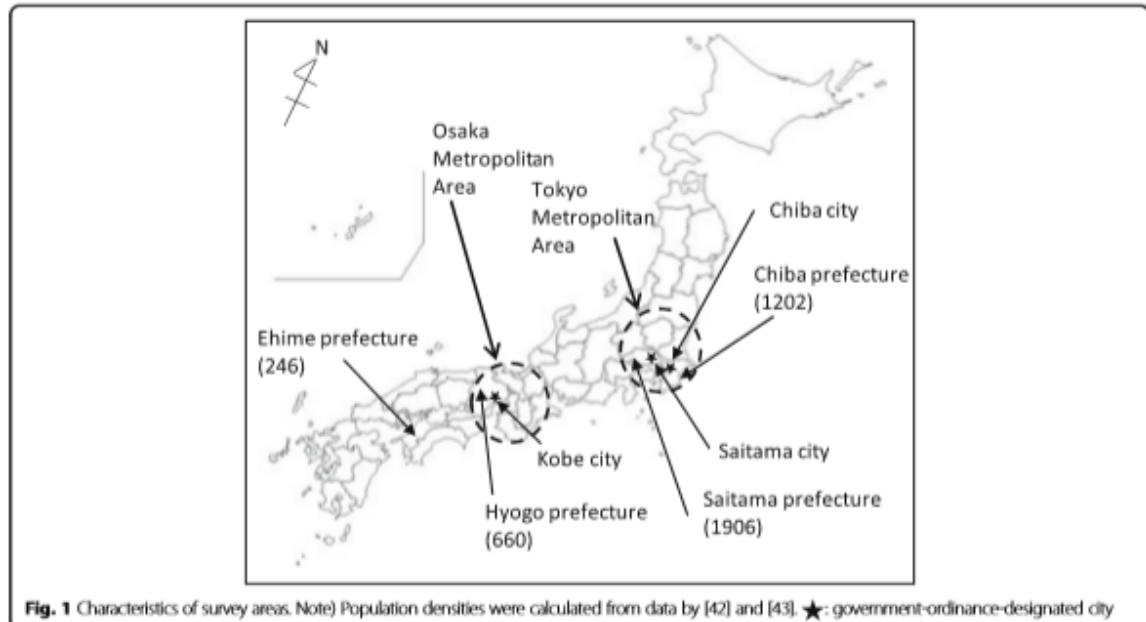 N
Osaka
Metropolitan
Area
Tokyo
Metropolitan
Area
Chiba city
Chiba prefecture
(1202)
Ehime prefecture
(246)
Kobe city
Saitama city
Hyogo prefecture
(660)
Saitama prefecture
(1906)
Fig. 1 Characteristics of survey areas. Note) Population densities were calculated from data by [42] and [43]. ★: government-ordinance-designated city